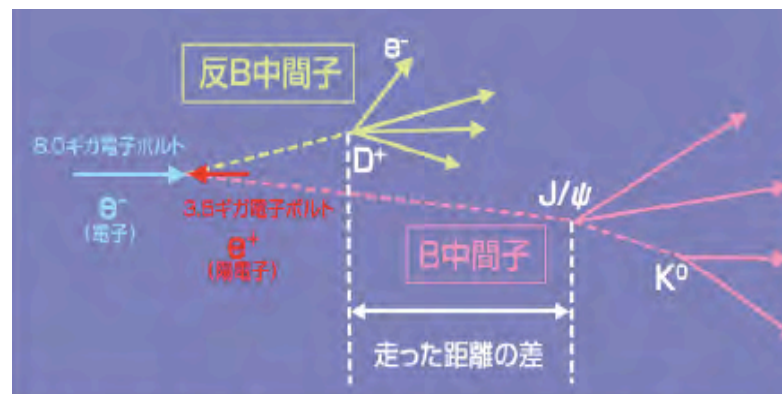 e⁻
反B中間子
8.0ギガ電子ボルト
D⁺
e⁻
(電子)
3.5ギガ電子ボルト
e⁺
(陽電子)
J/ψ
B中間子
K⁰
走った距離の差